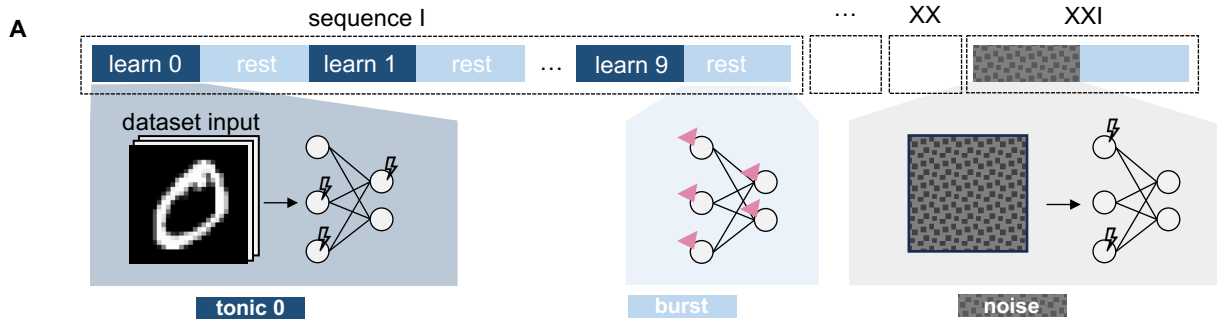 A
sequence I
...
XX
XXI
learn 0 rest learn 1 rest ... learn 9 rest
dataset input
tonic 0
burst
noise